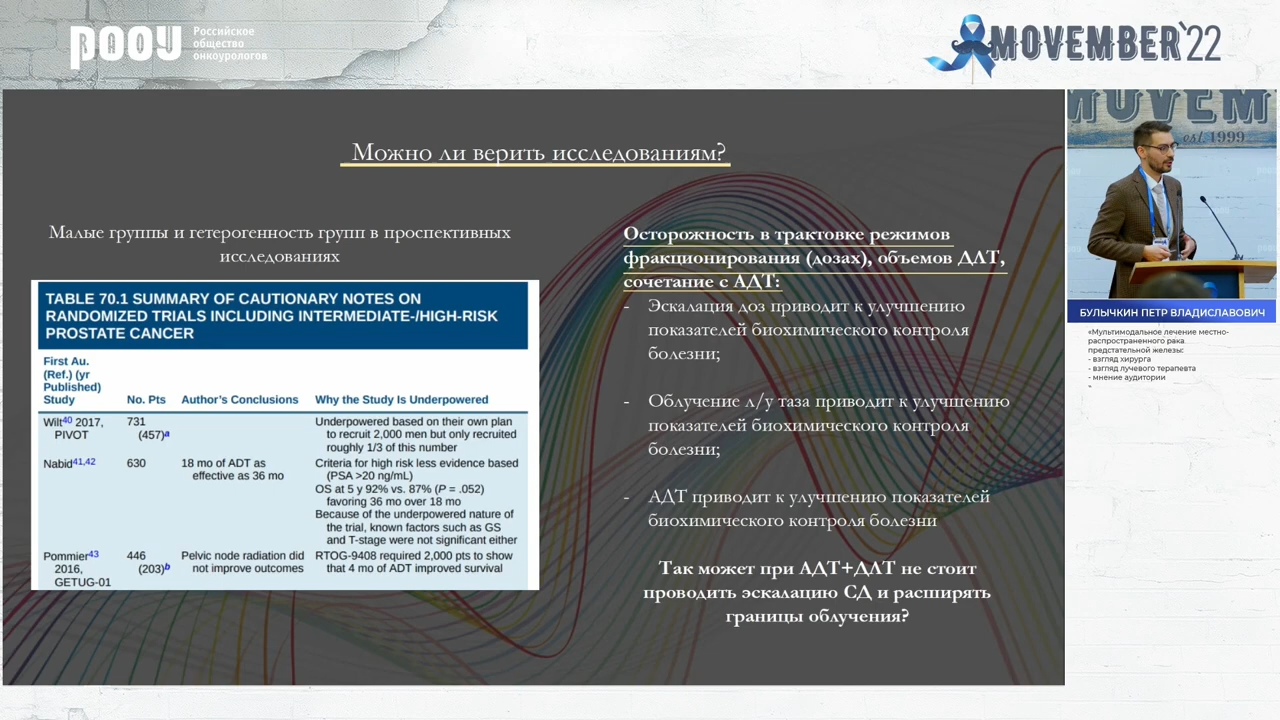 РООУ
Российское
общество
онкоурологов
MOVEMBER'22
Можно ли верить исследованиям?
Малые группы и гетерогенность групп в проспективных
исследованиях
TABLE 70.1 SUMMARY OF CAUTIONARY NOTES ON
RANDOMIZED TRIALS INCLUDING INTERMEDIATE-/HIGH-RISK
PROSTATE CANCER
First Au.
(Ref.) (yr
Published)
Study No. Pts Author's Conclusions Why the Study Is Underpowered
Wilt40 2017, 731 Underpowered based on their own plan
PIVOT (457)a to recruit 2,000 men but only recruited
roughly 1/3 of this number
Nabid41,42 630 18 mo of ADT as Criteria for high risk less evidence based
effective as 36 mo (PSA >20 ng/mL)
OS at 5 y 92% vs. 87% (P = .052)
favoring 36 mo over 18 mo
Because of the underpowered nature of
the trial, known factors such as GS
and T-stage were not significant either
Pommier43 446 Pelvic node radiation did RTOG-9408 required 2,000 pts to show
2016, (203)b not improve outcomes that 4 mo of ADT improved survival
GETUG-01
Осторожность в трактовке режимов
фракционирования (дозах), объемов ДЛТ,
сочетание с АДТ:
- Эскалация доз приводит к улучшению
показателей биохимического контроля
болезни;
- Облучение л/у таза приводит к улучшению
показателей биохимического контроля
болезни;
- АДТ приводит к улучшению показателей
биохимического контроля болезни
Так может при АДТ+ДЛТ не стоит
проводить эскалацию СД и расширять
границы облучения?
MOVEM
est. 1999
БУЛЫЧКИН ПЕТР ВЛАДИСЛАВОВИЧ
«Мультимодальное лечение местно-
распространенного рака
предстательной железы:
- взгляд хирурга
- взгляд лучевого терапевта
- мнение аудитории
»